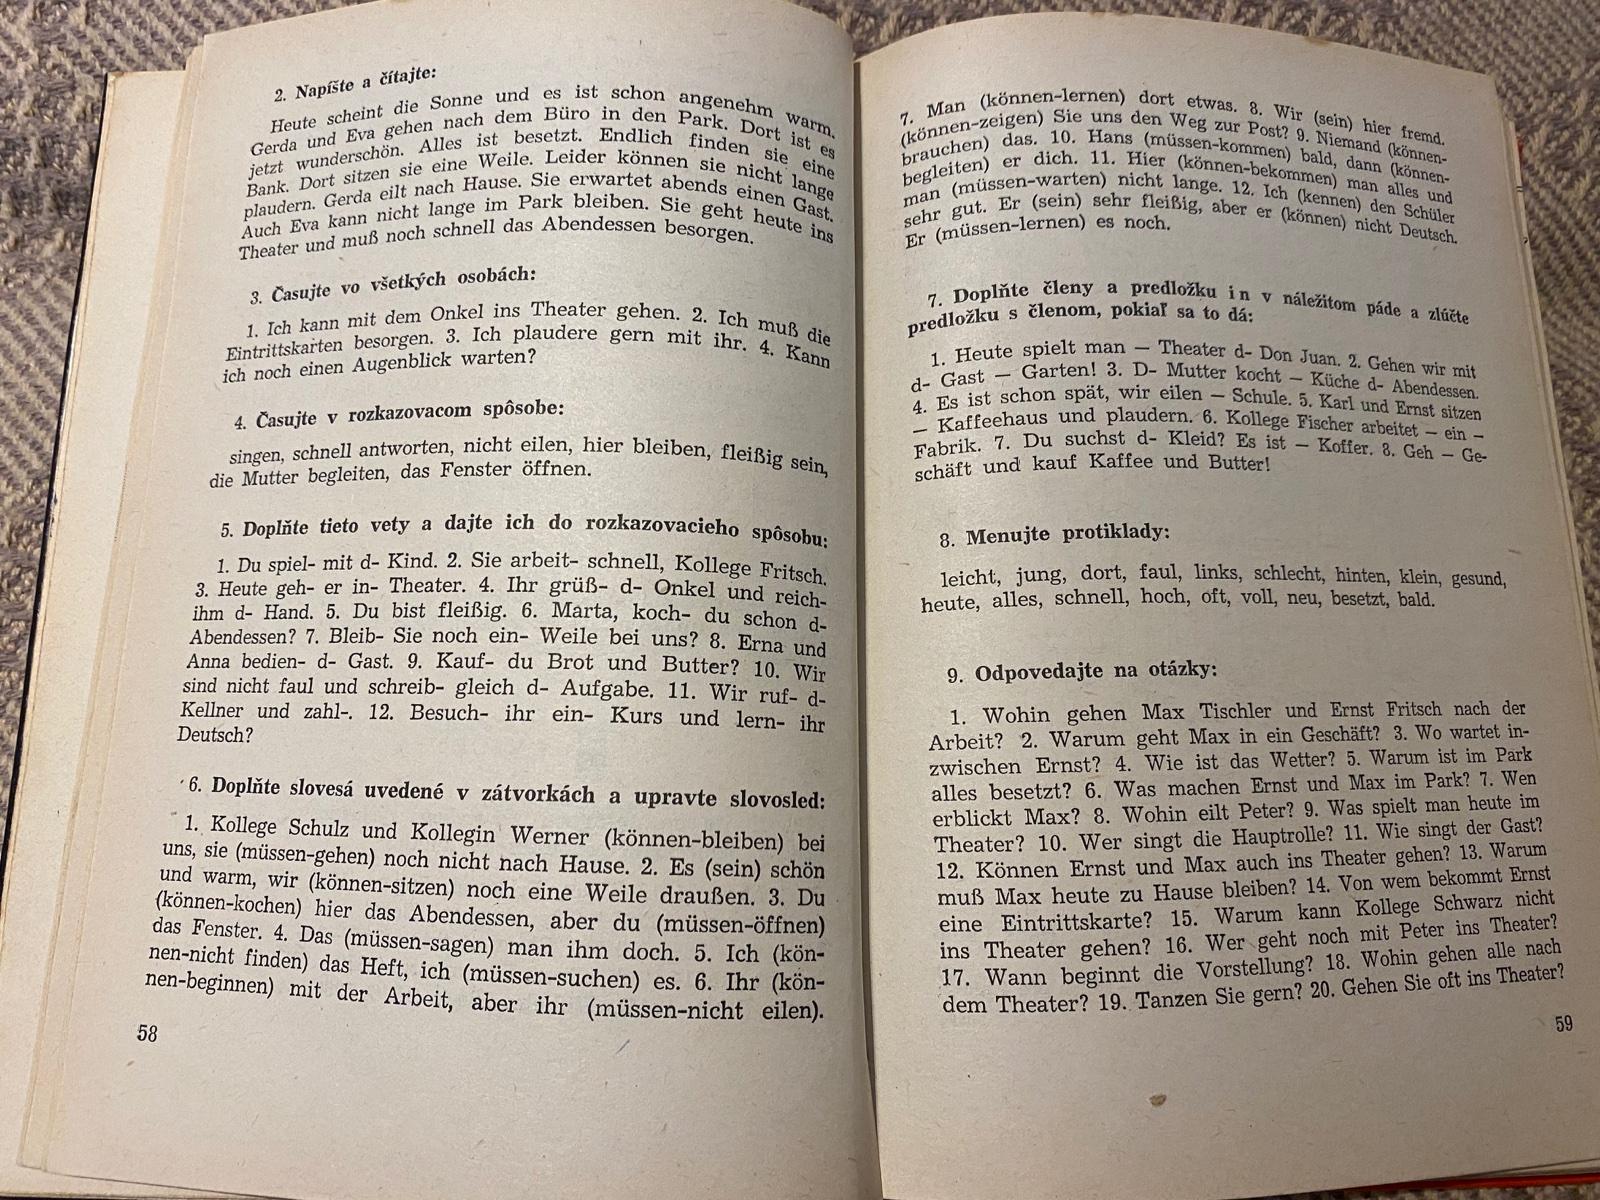 2. Napíšte a čítajte:
Heute scheint die Sonne und es ist schon angenehm warm.
Gerda und Eva gehen nach dem Büro in den Park. Dort ist es
jetzt wunderschön. Alles ist besetzt. Endlich finden sie eine
Bank. Dort sitzen sie eine Weile. Leider können sie nicht lange
plaudern. Gerda eilt nach Hause. Sie erwartet abends einen Gast.
Auch Eva kann nicht lange im Park bleiben. Sie geht heute ins
Theater und muß noch schnell das Abendessen besorgen.
3. Časujte vo všetkých osobách:
1. Ich kann mit dem Onkel ins Theater gehen. 2. Ich muß die
Eintrittskarten besorgen. 3. Ich plaudere gern mit ihr. 4. Kann
ich noch einen Augenblick warten?
4. Časujte v rozkazovacom spôsobe:
singen, schnell antworten, nicht eilen, hier bleiben, fleißig sein,
die Mutter begleiten, das Fenster öffnen.
5. Doplňte tieto vety a dajte ich do rozkazovacieho spôsobu:
1. Du spiel- mit d- Kind. 2. Sie arbeit- schnell, Kollege Fritsch.
3. Heute geh- er in- Theater. 4. Ihr grüß- d- Onkel und reich-
ihm d- Hand. 5. Du bist fleißig. 6. Marta, koch- du schon d-
Abendessen? 7. Bleib- Sie noch ein- Weile bei uns? 8. Erna und
Anna bedien- d- Gast. 9. Kauf- du Brot und Butter? 10. Wir
sind nicht faul und schreib- gleich d- Aufgabe. 11. Wir ruf- d-
Kellner und zahl-. 12. Besuch- ihr ein- Kurs und lern- ihr
Deutsch?
6. Doplňte slovesá uvedené v zátvorkách a upravte slovosled:
1. Kollege Schulz und Kollegin Werner (können-bleiben) bei
uns, sie (müssen-gehen) noch nicht nach Hause. 2. Es (sein) schön
und warm, wir (können-sitzen) noch eine Weile draußen. 3. Du
(können-kochen) hier das Abendessen, aber du (müssen-öffnen)
das Fenster. 4. Das (müssen-sagen) man ihm doch. 5. Ich (kön-
nen-nicht finden) das Heft, ich (müssen-suchen) es. 6. Ihr (kön-
nen-beginnen) mit der Arbeit, aber ihr (müssen-nicht eilen).
58
7. Man (können-lernen) dort etwas. 8. Wir (sein) hier fremd.
(können-zeigen) Sie uns den Weg zur Post? 9. Niemand (können-
brauchen) das. 10. Hans (müssen-kommen) bald, dann (können-
begleiten) er dich. 11. Hier (können-bekommen) man alles und
man (müssen-warten) nicht lange. 12. Ich (kennen) den Schüler
sehr gut. Er (sein) sehr fleißig, aber er (können) nicht Deutsch.
Er (müssen-lernen) es noch.
7. Doplňte členy a predložku in v náležitom páde a zlúčte
predložku s členom, pokiaľ sa to dá:
1. Heute spielt man — Theater d- Don Juan. 2. Gehen wir mit
d- Gast — Garten! 3. D- Mutter kocht — Küche d- Abendessen.
4. Es ist schon spät, wir eilen — Schule. 5. Karl und Ernst sitzen
— Kaffeehaus und plaudern. 6. Kollege Fischer arbeitet — ein —
Fabrik. 7. Du suchst d- Kleid? Es ist — Koffer. 8. Geh — Ge-
schäft und kauf Kaffee und Butter!
8. Menujte protiklady:
leicht, jung, dort, faul, links, schlecht, hinten, klein, gesund,
heute, alles, schnell, hoch, oft, voll, neu, besetzt, bald.
9. Odpovedajte na otázky:
1. Wohin gehen Max Tischler und Ernst Fritsch nach der
Arbeit? 2. Warum geht Max in ein Geschäft? 3. Wo wartet in-
zwischen Ernst? 4. Wie ist das Wetter? 5. Warum ist im Park
alles besetzt? 6. Was machen Ernst und Max im Park? 7. Wen
erblickt Max? 8. Wohin eilt Peter? 9. Was spielt man heute im
Theater? 10. Wer singt die Hauptrolle? 11. Wie singt der Gast?
12. Können Ernst und Max auch ins Theater gehen? 13. Warum
muß Max heute zu Hause bleiben? 14. Von wem bekommt Ernst
eine Eintrittskarte? 15. Warum kann Kollege Schwarz nicht
ins Theater gehen? 16. Wer geht noch mit Peter ins Theater?
17. Wann beginnt die Vorstellung? 18. Wohin gehen alle nach
dem Theater? 19. Tanzen Sie gern? 20. Gehen Sie oft ins Theater?
59